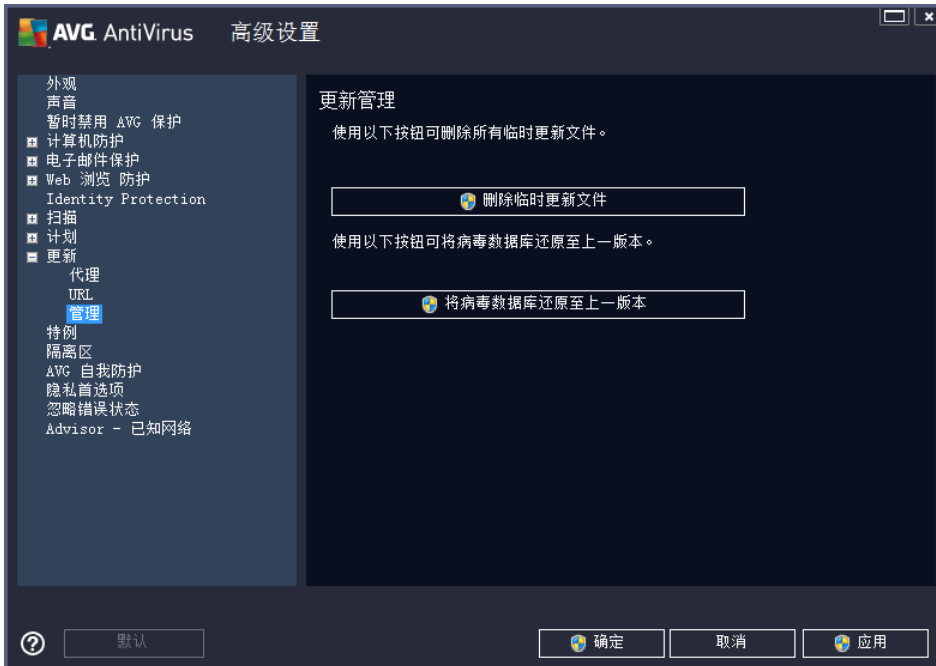 AVG AntiVirus 高级设置
外观
声音
暂时禁用 AVG 保护
计算机防护
电子邮件保护
Web 浏览 防护
Identity Protection
扫描
计划
更新
代理
URL
管理
特例
隔离区
AVG 自我防护
隐私首选项
忽略错误状态
Advisor - 已知网络
更新管理
使用以下按钮可删除所有临时更新文件。
删除临时更新文件
使用以下按钮可将病毒数据库还原至上一版本。
将病毒数据库还原至上一版本
默认
确定
取消
应用